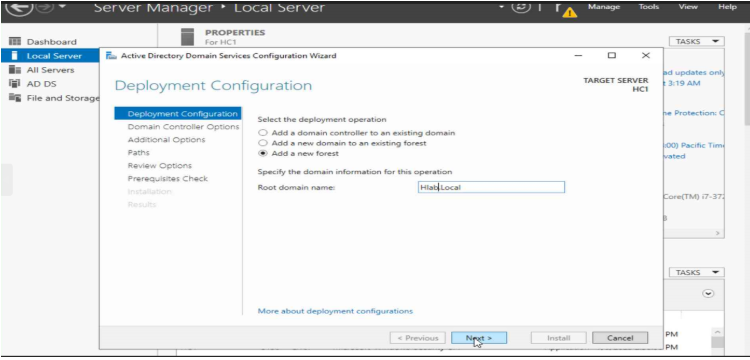 Server Manager • Local Server
Manage Tools View Help
Dashboard
Local Server
All Servers
AD DS
File and Storage
PROPERTIES
For HC1
TASKS
Active Directory Domain Services Configuration Wizard
Deployment Configuration
TARGET SERVER
HC1
Deployment Configuration
Domain Controller Options
Additional Options
Paths
Review Options
Prerequisites Check
Installation
Results
Select the deployment operation
Add a domain controller to an existing domain
Add a new domain to an existing forest
Add a new forest
Specify the domain information for this operation
Root domain name: Hlab.Local
More about deployment configurations
< Previous Next > Install Cancel
ad updates only
t 3:19 AM
me Protection: C
:00) Pacific Time
vated
Core(TM) i7-377
TASKS
PM
PM